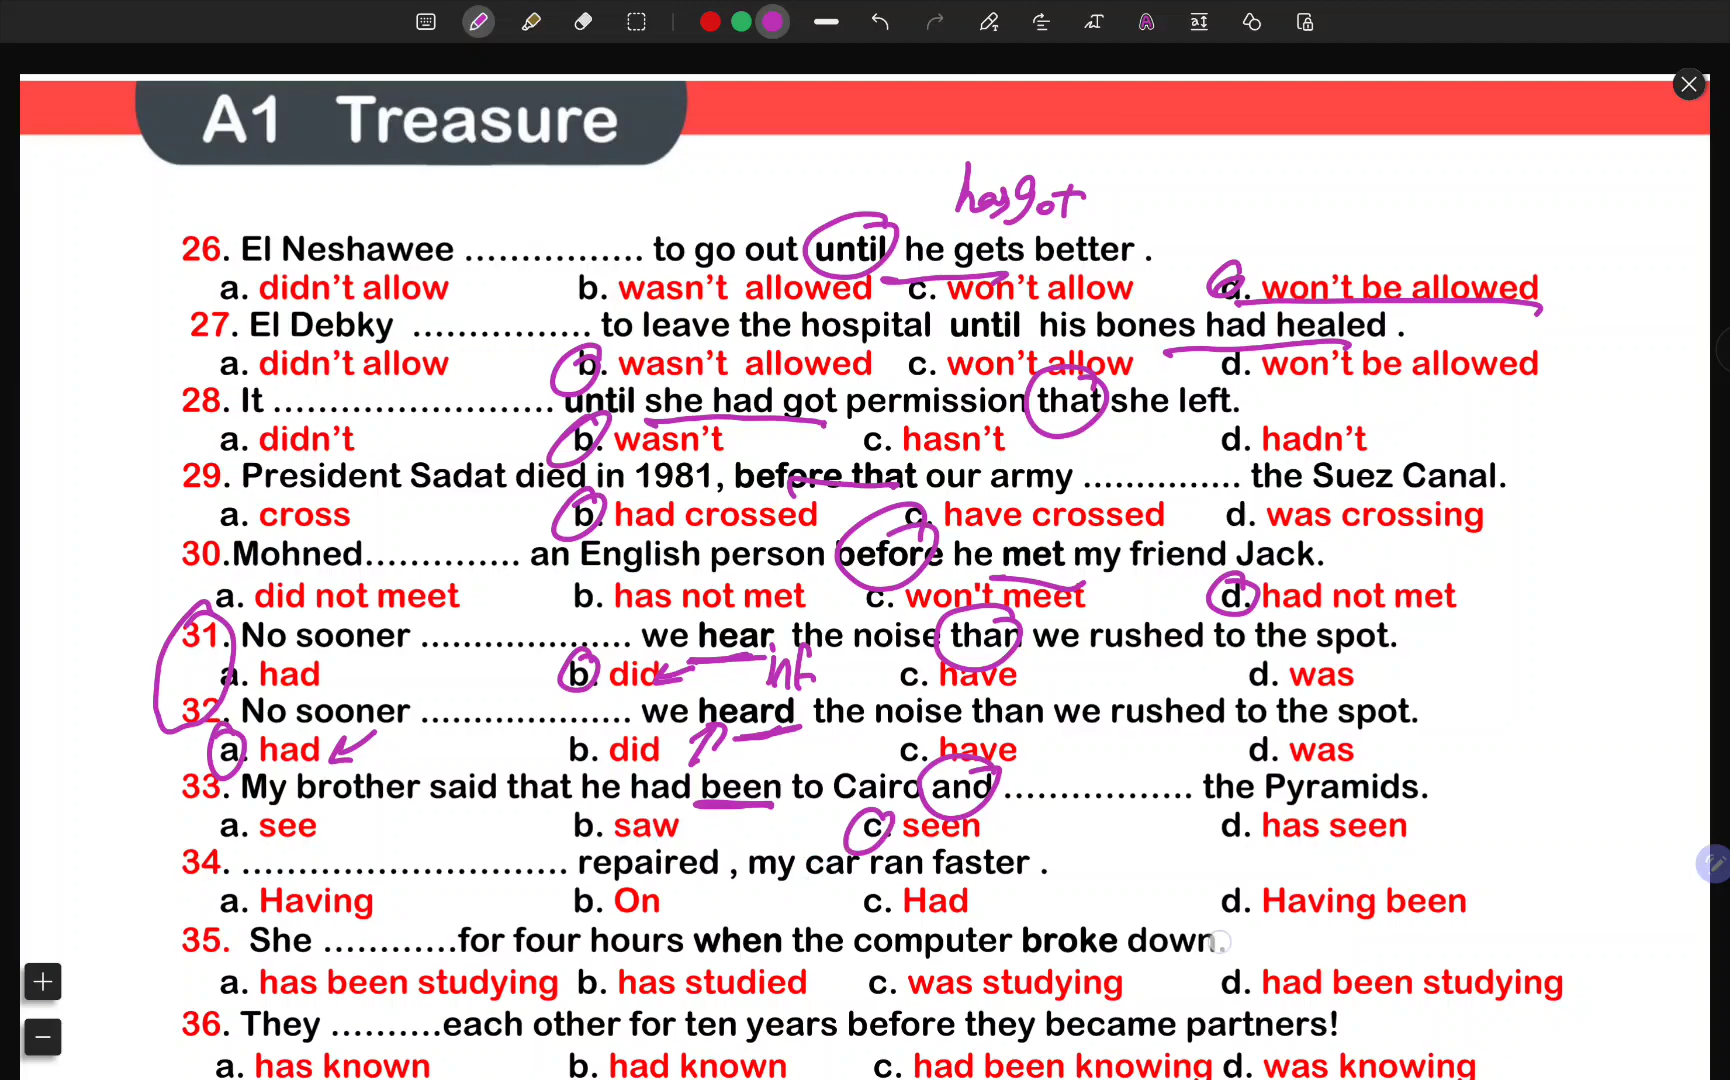 A1 Treasure
has got
26. El Neshawee ................ to go out until he gets better .
a. didn't allow b. wasn't allowed c. won't allow d. won't be allowed
27. El Debky ................ to leave the hospital until his bones had healed .
a. didn't allow b. wasn't allowed c. won't allow d. won't be allowed
28. It ......................... until she had got permission that she left.
a. didn't b. wasn't c. hasn't d. hadn't
29. President Sadat died in 1981, before that our army .............. the Suez Canal.
a. cross b. had crossed c. have crossed d. was crossing
30.Mohned.............. an English person before he met my friend Jack.
a. did not meet b. has not met c. won't meet d. had not met
31. No sooner ................... we hear the noise than we rushed to the spot.
a. had b. did inf c. have d. was
32. No sooner ................... we heard the noise than we rushed to the spot.
a. had b. did c. have d. was
33. My brother said that he had been to Cairo and ................. the Pyramids.
a. see b. saw c. seen d. has seen
34. ............................. repaired , my car ran faster .
a. Having b. On c. Had d. Having been
35. She ............for four hours when the computer broke down.
a. has been studying b. has studied c. was studying d. had been studying
36. They ..........each other for ten years before they became partners!
a. has known b. had known c. had been knowing d. was knowing